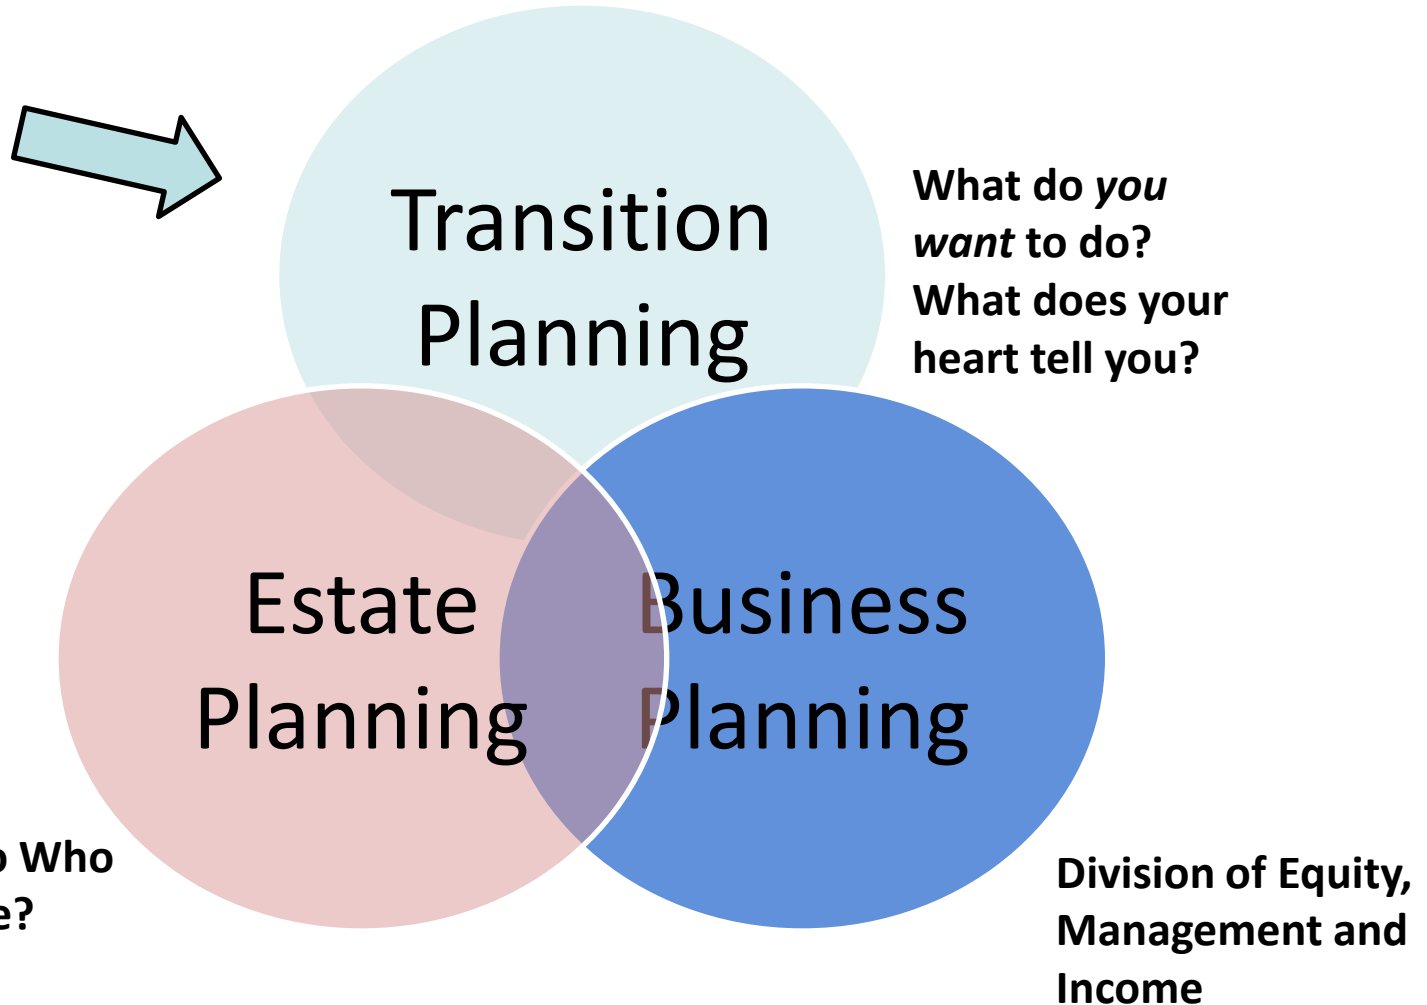 Transition
Planning
What do you
want to do?
What does your
heart tell you?
Estate
Planning
Business
Planning
Who
Division of Equity,
Management and
Income